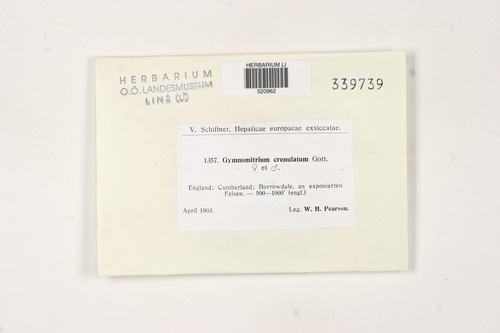 HERBARIUM
O.Ö. LANDESMUSEUM
LINZ (LI)
HERBARIUM LI
520962
339739
V. Schiffner, Hepaticae europaeae exsiccatae.
1357. Gymnomitrium crenulatum Gott.
♀ et ♂.
England: Cumberland; Borrowdale, an exponierten
Felsen. — 500—1000' (engl.)
April 1903.
Leg. W. H. Pearson.